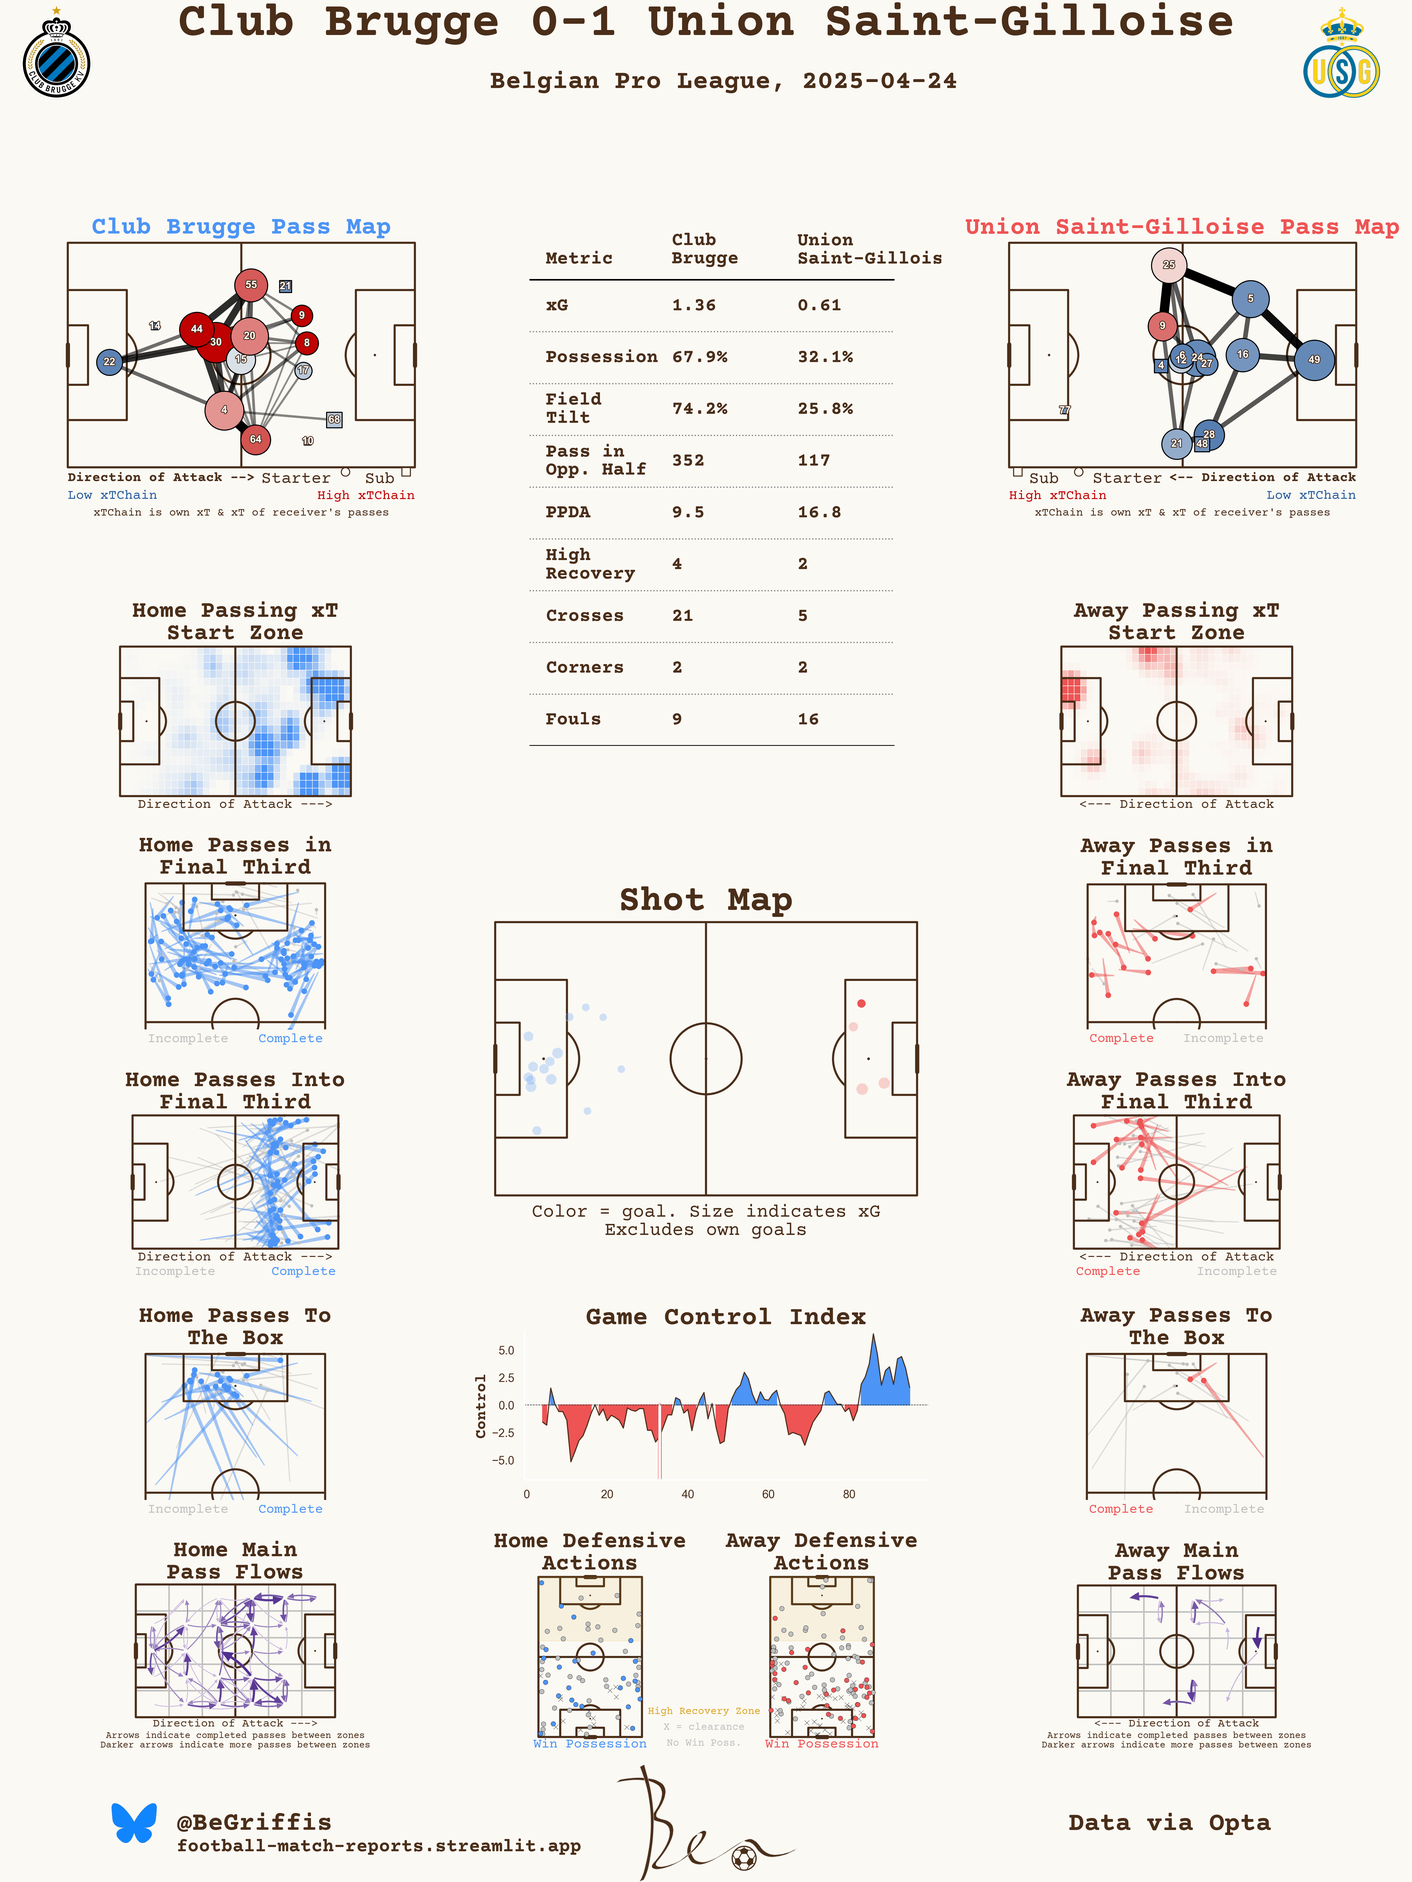 Club Brugge 0-1 Union Saint-Gilloise
Belgian Pro League, 2025-04-24
CLUB BRUGGE KV
1891
USG
1897
Club Brugge Pass Map
55
21
9
44
30
20
8
14
15
22
17
4
68
64
10
Direction of Attack --> Starter Sub
Low xTChain High xTChain
xTChain is own xT & xT of receiver's passes
Metric Club Brugge Union Saint-Gillois
xG 1.36 0.61
Possession 67.9% 32.1%
Field Tilt 74.2% 25.8%
Pass in Opp. Half 352 117
PPDA 9.5 16.8
High Recovery 4 2
Crosses 21 5
Corners 2 2
Fouls 9 16
Union Saint-Gilloise Pass Map
25
5
9
6
12
24
27
4
16
49
77
21
48
28
Sub Starter <-- Direction of Attack
High xTChain Low xTChain
xTChain is own xT & xT of receiver's passes
Home Passing xT
Start Zone
Direction of Attack --->
Away Passing xT
Start Zone
<--- Direction of Attack
Home Passes in
Final Third
Incomplete Complete
Away Passes in
Final Third
Complete Incomplete
Shot Map
Color = goal. Size indicates xG
Excludes own goals
Home Passes Into
Final Third
Direction of Attack --->
Incomplete Complete
Away Passes Into
Final Third
<--- Direction of Attack
Complete Incomplete
Home Passes To
The Box
Incomplete Complete
Game Control Index
Control
5.0
2.5
0.0
−2.5
−5.0
0 20 40 60 80
Away Passes To
The Box
Complete Incomplete
Home Main
Pass Flows
Direction of Attack --->
Arrows indicate completed passes between zones
Darker arrows indicate more passes between zones
Home Defensive
Actions
Win Possession
Away Defensive
Actions
Win Possession
High Recovery Zone
X = clearance
No Win Poss.
Away Main
Pass Flows
<--- Direction of Attack
Arrows indicate completed passes between zones
Darker arrows indicate more passes between zones
@BeGriffis
football-match-reports.streamlit.app
Ben
Data via Opta